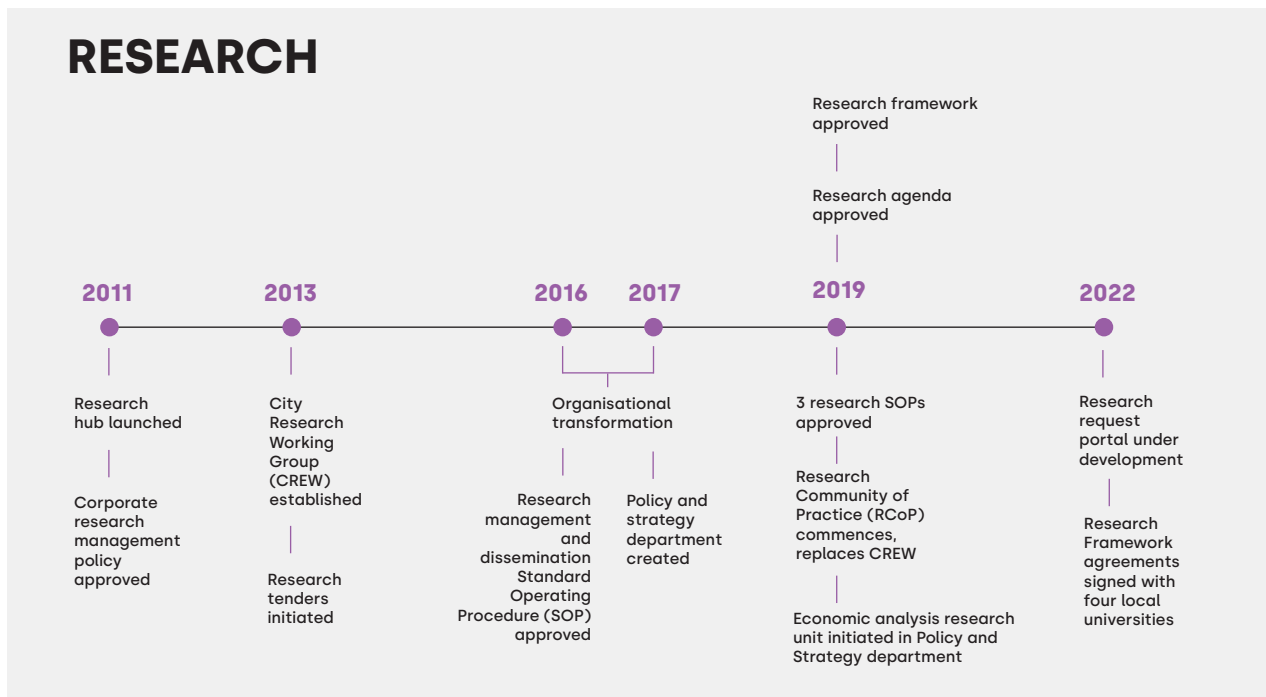 RESEARCH
Research framework
approved
Research agenda
approved
2011
2013
2016
2017
2019
2022
Research
hub launched
Corporate
research
management
policy
approved
City
Research
Working
Group
(CREW)
established
Research
tenders
initiated
Organisational
transformation
Research
management
and
dissemination
Standard
Operating
Procedure (SOP)
approved
Policy and
strategy
department
created
3 research SOPs
approved
Research
Community of
Practice (RCoP)
commences,
replaces CREW
Economic analysis research
unit initiated in Policy and
Strategy department
Research
request
portal under
development
Research
Framework
agreements
signed with
four local
universities